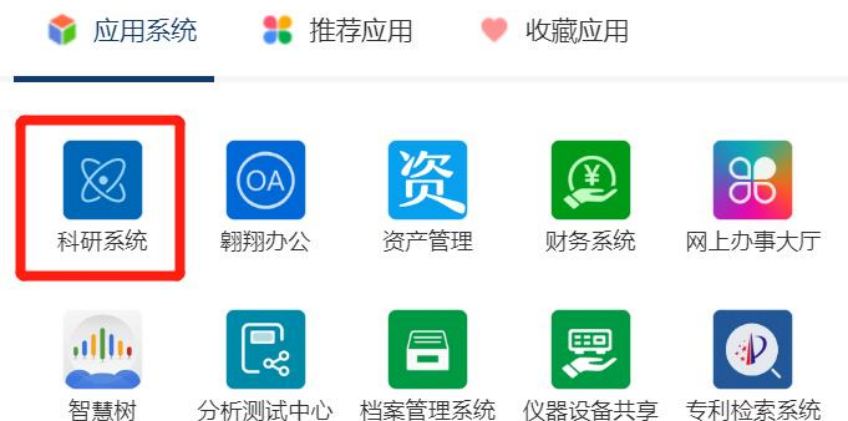 应用系统 推荐应用 收藏应用
OA 资 ¥
科研系统 翱翔办公 资产管理 财务系统 网上办事大厅
智慧树 分析测试中心 档案管理系统 仪器设备共享 专利检索系统